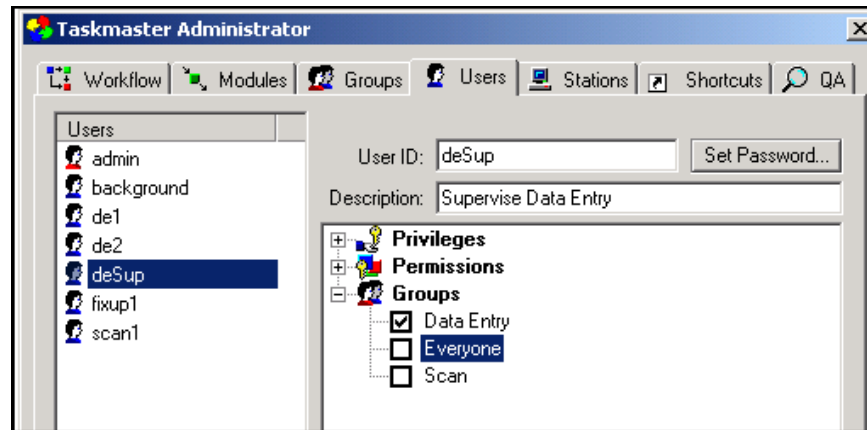 Taskmaster Administrator
Workflow Modules Groups Users Stations Shortcuts QA
Users
admin
background
de1
de2
deSup
fixup1
scan1
User ID: deSup Set Password...
Description: Supervise Data Entry
Privileges
Permissions
Groups
Data Entry
Everyone
Scan